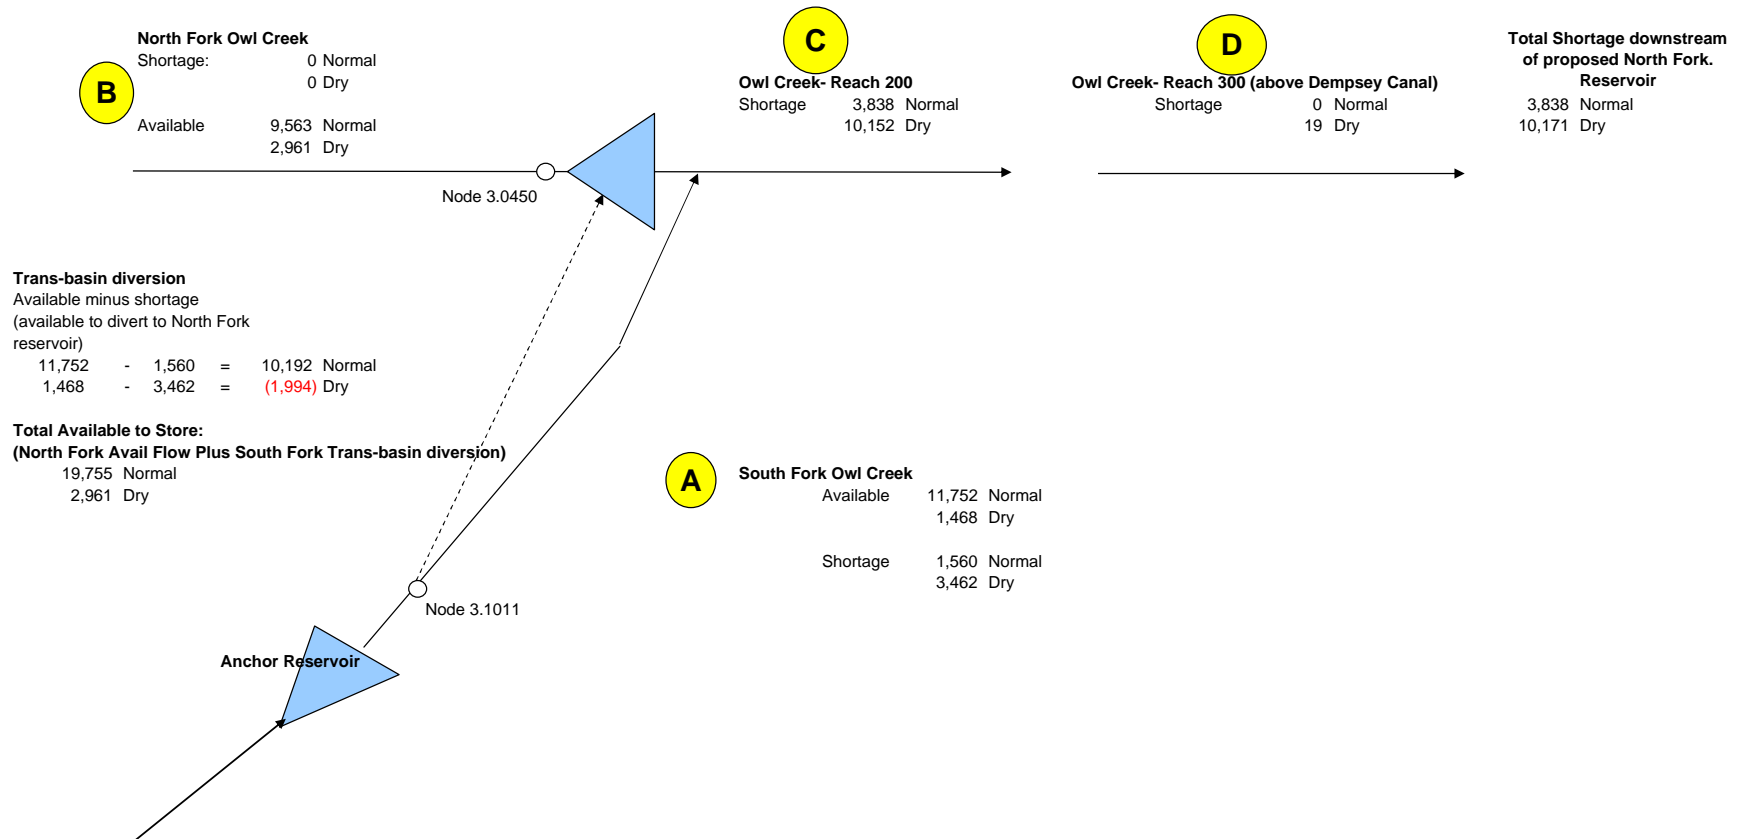 B
North Fork Owl Creek
Shortage: 0 Normal
0 Dry
Available 9,563 Normal
2,961 Dry
Node 3.0450
C
Owl Creek- Reach 200
Shortage 3,838 Normal
10,152 Dry
D
Owl Creek- Reach 300 (above Dempsey Canal)
Shortage 0 Normal
19 Dry
Total Shortage downstream
of proposed North Fork.
Reservoir
3,838 Normal
10,171 Dry
Trans-basin diversion
Available minus shortage
(available to divert to North Fork
reservoir)
11,752 - 1,560 = 10,192 Normal
1,468 - 3,462 = (1,994) Dry
Total Available to Store:
(North Fork Avail Flow Plus South Fork Trans-basin diversion)
19,755 Normal
2,961 Dry
A
South Fork Owl Creek
Available 11,752 Normal
1,468 Dry
Shortage 1,560 Normal
3,462 Dry
Node 3.1011
Anchor Reservoir